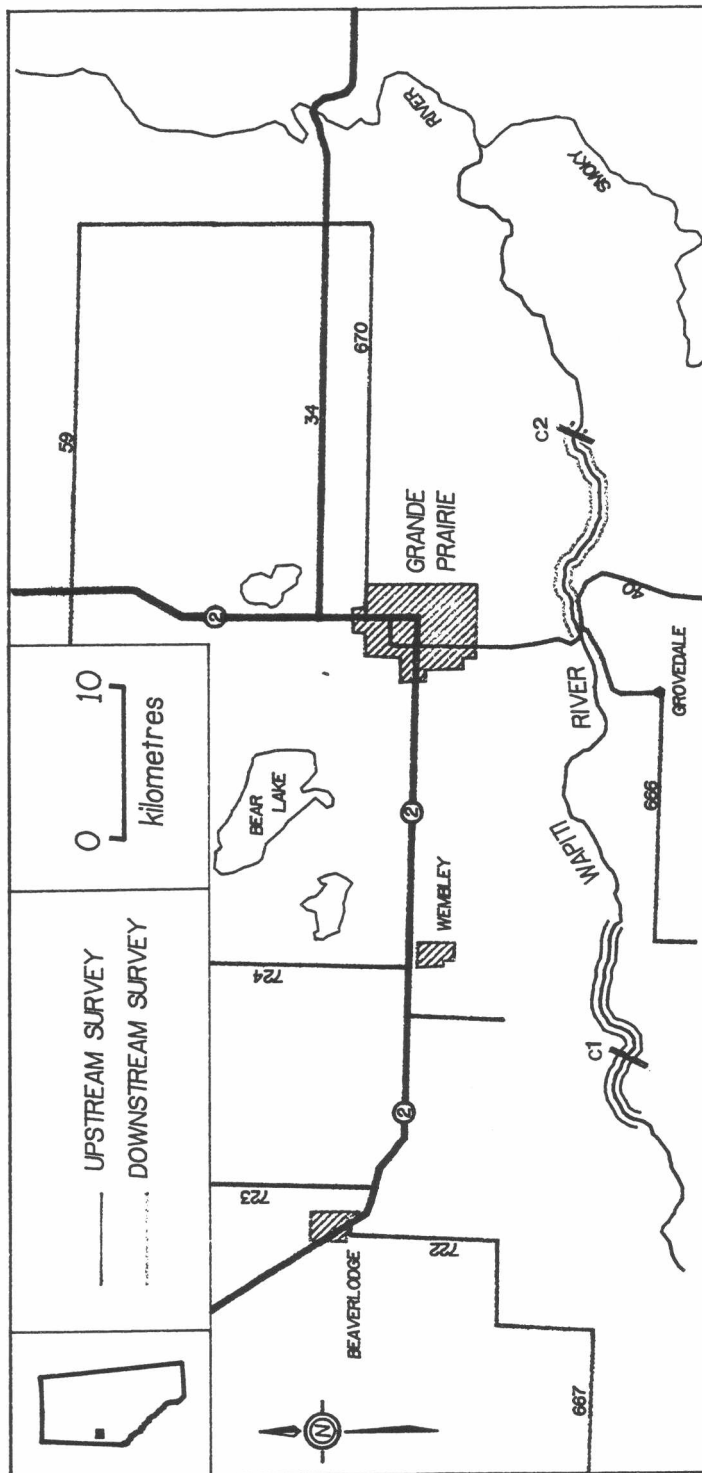 UPSTREAM SURVEY
DOWNSTREAM SURVEY
0 10
kilometres
N
59
2
34
670
723
724
BEAR
LAKE
BEAVERLODGE
2
WEMBLEY
2
GRANDE
PRAIRIE
RIVER
SMOKY
722
667
C1
WAPITI
RIVER
C2
666
GROVEDALE
40